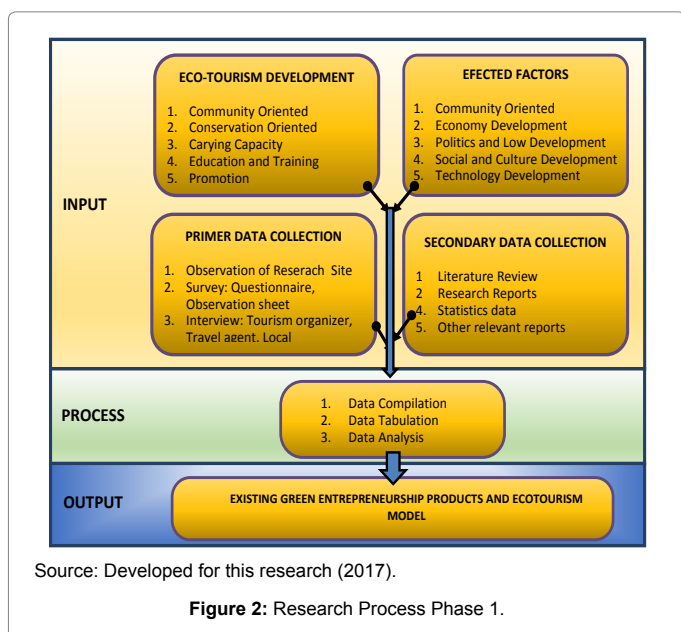 INPUT
ECO-TOURISM DEVELOPMENT
1. Community Oriented
2. Conservation Oriented
3. Carying Capacity
4. Education and Training
5. Promotion
EFECTED FACTORS
1. Community Oriented
2. Economy Development
3. Politics and Low Development
4. Social and Culture Development
5. Technology Development
PRIMER DATA COLLECTION
1. Observation of Reserach Site
2. Survey: Questionnaire,
Observation sheet
3. Interview: Tourism organizer,
Travel agent, Local
SECONDARY DATA COLLECTION
1 Literature Review
2 Research Reports
4. Statistics data
5. Other relevant reports
PROCESS
1. Data Compilation
2. Data Tabulation
3. Data Analysis
OUTPUT
EXISTING GREEN ENTREPRENEURSHIP PRODUCTS AND ECOTOURISM
MODEL
Source: Developed for this research (2017).
Figure 2: Research Process Phase 1.